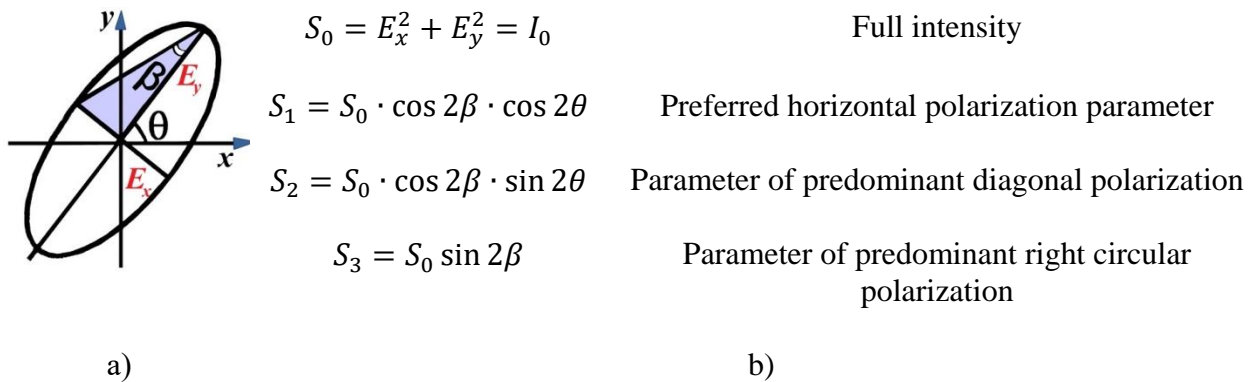 y
β
E_y
θ
x
E_x
S_0 = E_x^2 + E_y^2 = I_0
Full intensity
S_1 = S_0 · cos 2β · cos 2θ
Preferred horizontal polarization parameter
S_2 = S_0 · cos 2β · sin 2θ
Parameter of predominant diagonal polarization
S_3 = S_0 sin 2β
Parameter of predominant right circular
polarization
a)
b)